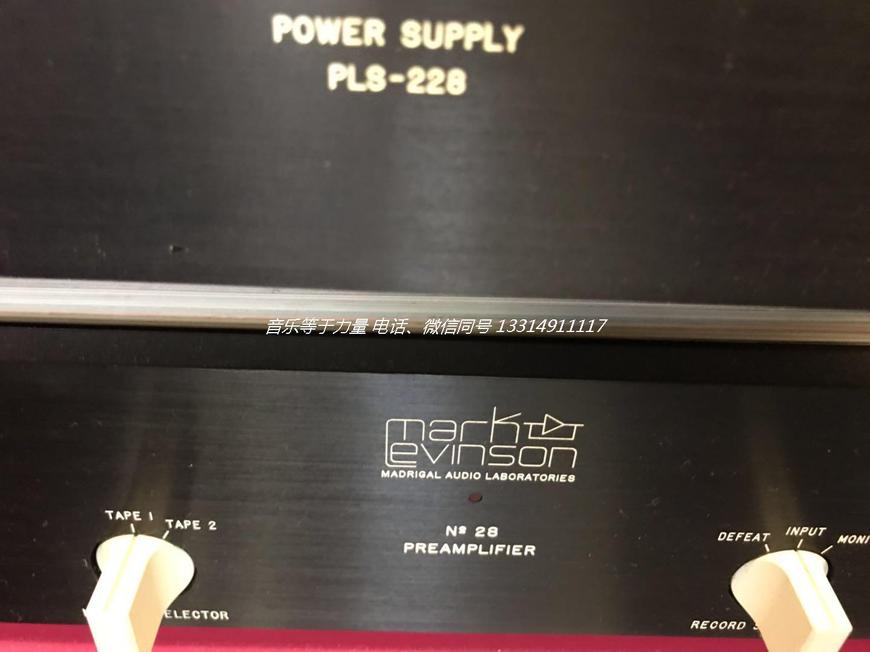 POWER SUPPLY
PLS-228
音乐等于力量 电话、微信同号 13314911117
mark levinson
MADRIGAL AUDIO LABORATORIES
Nº 28
PREAMPLIFIER
TAPE 1
TAPE 2
DEFEAT
INPUT
RECORD